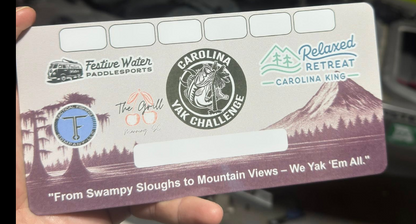 Festive Water
PADDLESPORTS
CAROLINA
YAK CHALLENGE
Relaxed
RETREAT
CAROLINA KING
The Grill
TF
"From Swampy Sloughs to Mountain Views – We Yak ‘Em All."